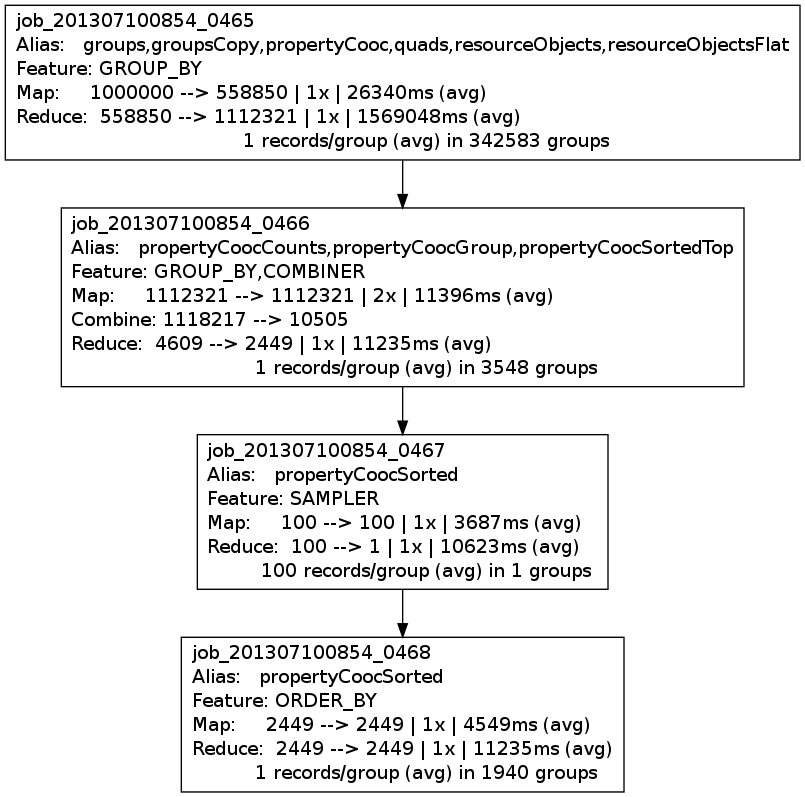 job_201307100854_0465
Alias: groups,groupsCopy,propertyCooc,quads,resourceObjects,resourceObjectsFlat
Feature: GROUP_BY
Map: 1000000 --> 558850 | 1x | 26340ms (avg)
Reduce: 558850 --> 1112321 | 1x | 1569048ms (avg)
1 records/group (avg) in 342583 groups
job_201307100854_0466
Alias: propertyCoocCounts,propertyCoocGroup,propertyCoocSortedTop
Feature: GROUP_BY,COMBINER
Map: 1112321 --> 1112321 | 2x | 11396ms (avg)
Combine: 1118217 --> 10505
Reduce: 4609 --> 2449 | 1x | 11235ms (avg)
1 records/group (avg) in 3548 groups
job_201307100854_0467
Alias: propertyCoocSorted
Feature: SAMPLER
Map: 100 --> 100 | 1x | 3687ms (avg)
Reduce: 100 --> 1 | 1x | 10623ms (avg)
100 records/group (avg) in 1 groups
job_201307100854_0468
Alias: propertyCoocSorted
Feature: ORDER_BY
Map: 2449 --> 2449 | 1x | 4549ms (avg)
Reduce: 2449 --> 2449 | 1x | 11235ms (avg)
1 records/group (avg) in 1940 groups